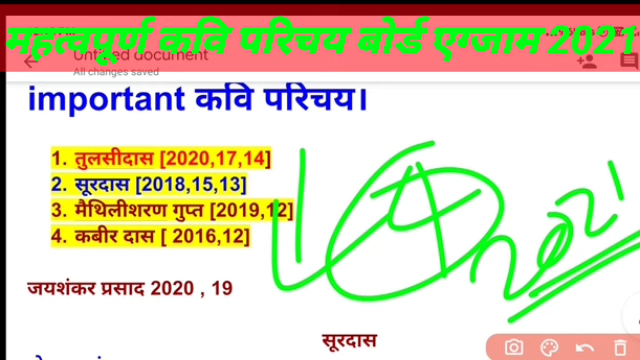 महत्वपुर्ण कवि परिचय बोर्ड एग्जाम 2021
Untitled document
All changes saved
important कवि परिचय।
1. तुलसीदास [2020,17,14]
2. सूरदास [2018,15,13]
3. मैथिलीशरण गुप्त [2019,12]
4. कबीर दास [ 2016,12]
2021
जयशंकर प्रसाद 2020 , 19
सूरदास